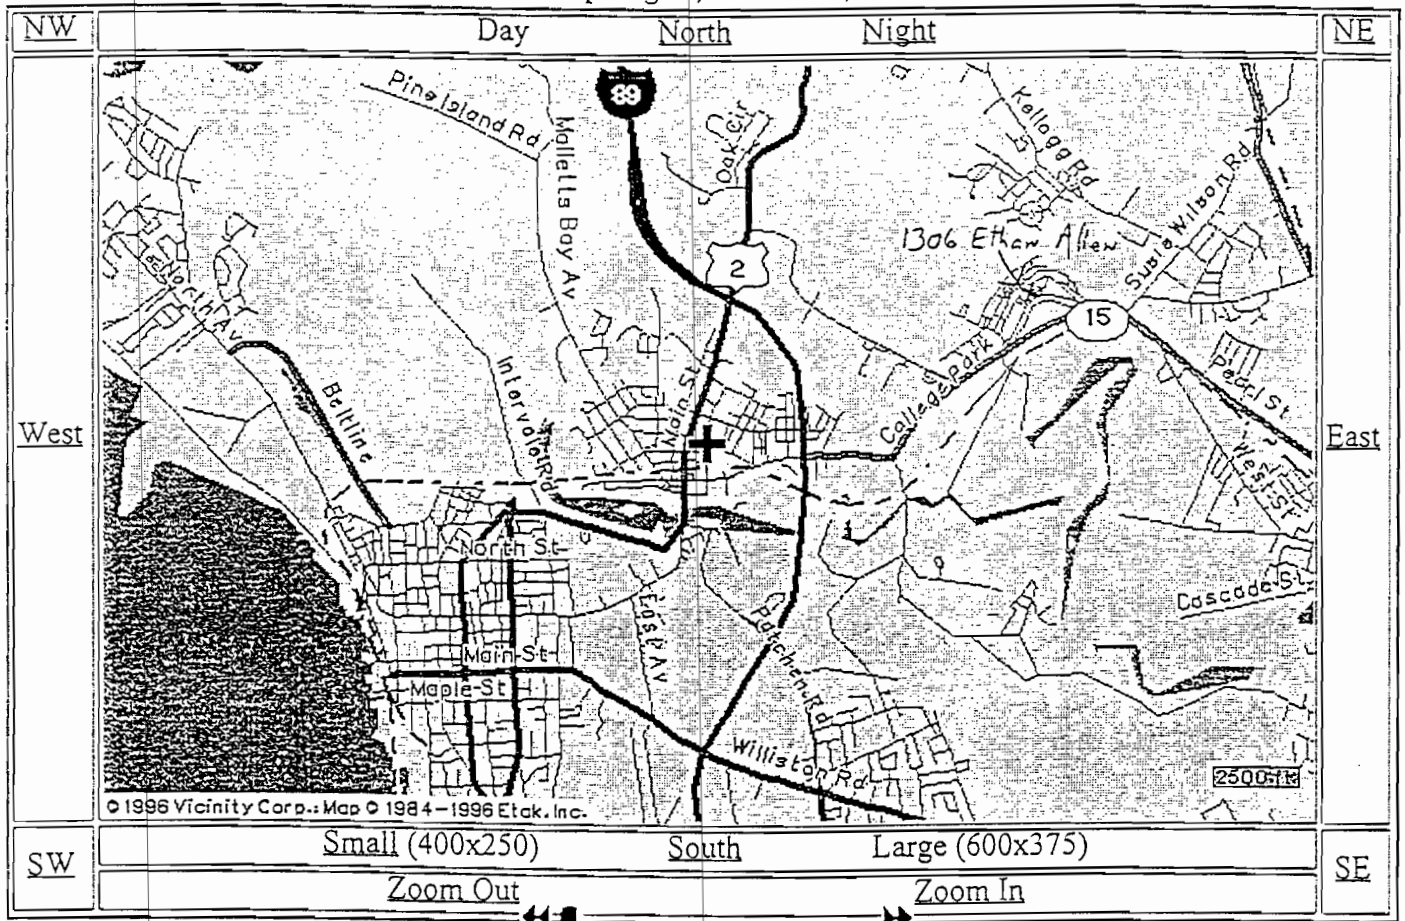 NW Day North Night NE
Pine Island Rd
89
Malletts Bay Av
Oak Cir
Kellogg Rd
Susie Wilson Rd
1306 Ethan Allen
2
North Av
15
Beltline
Intervale Rd
Main St
College Park
Pearl St
West St
West
East
North St
East Av
Patchen Rd
Cascade St
Main St
Maple St
Williston Rd
2500 ft
© 1996 Vicinity Corp.: Map © 1984-1996 Etak, Inc.
SW Small (400x250) South Large (600x375) SE
Zoom Out Zoom In